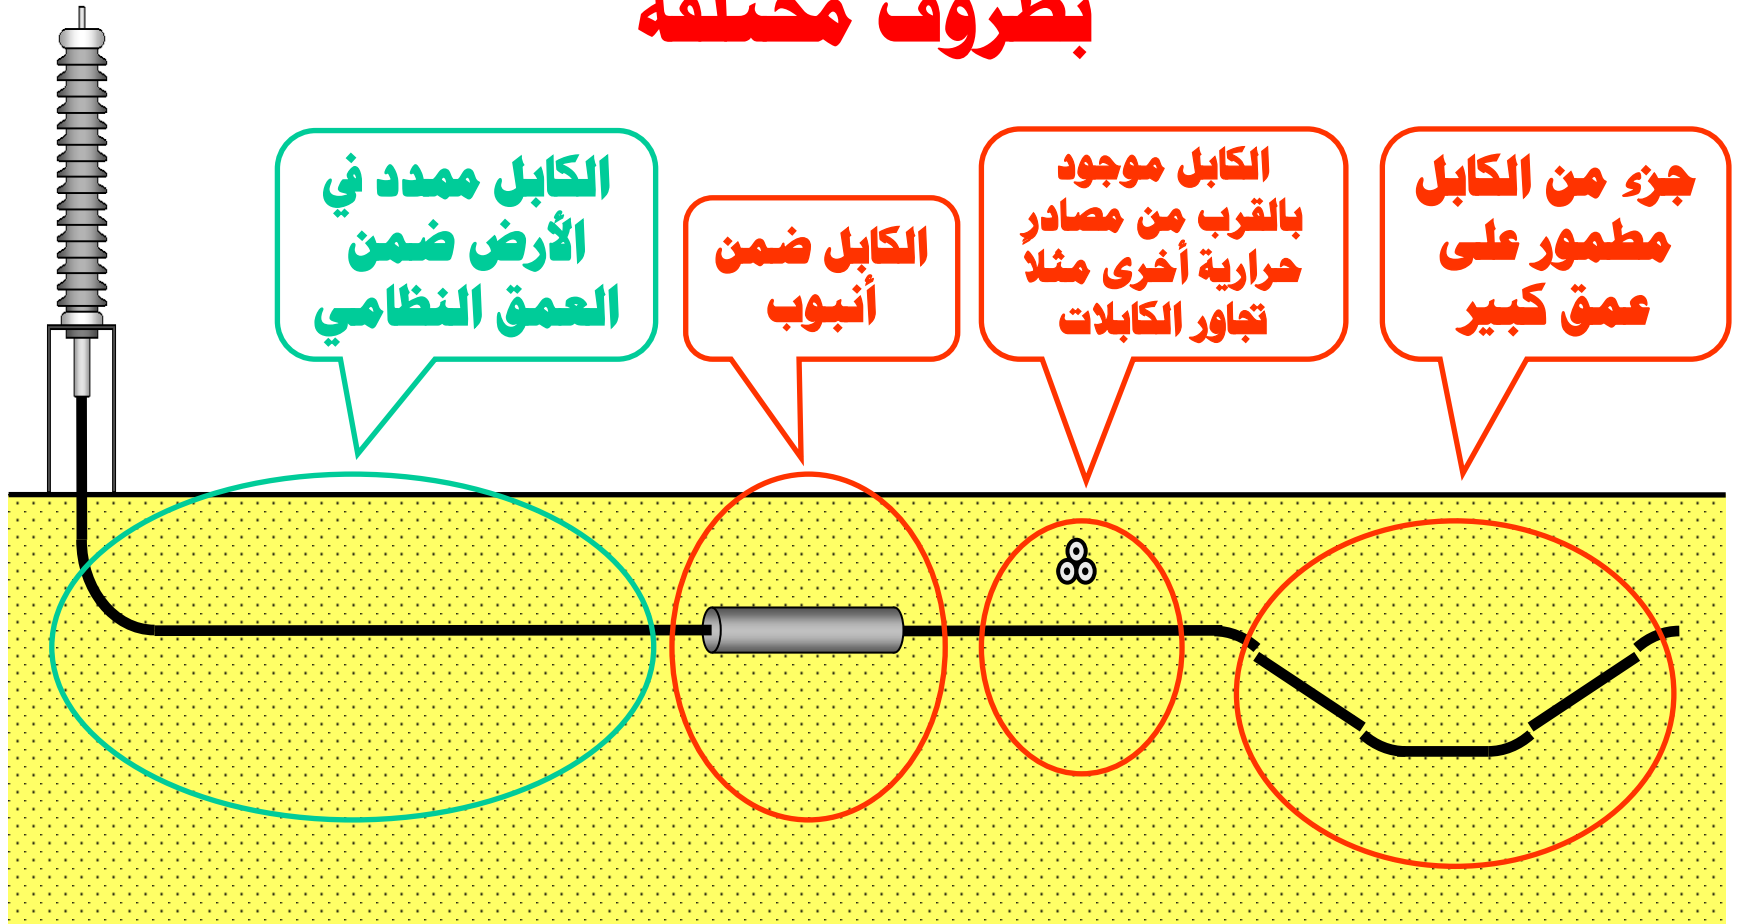 بظروف مختلفة
جزء من الكابل
مطمور على
عمق كبير
الكابل موجود
بالقرب من مصادر
حرارية أخرى مثلاً
تجاور الكابلات
الكابل ضمن
أنبوب
الكابل ممدد في
الأرض ضمن
العمق النظامي